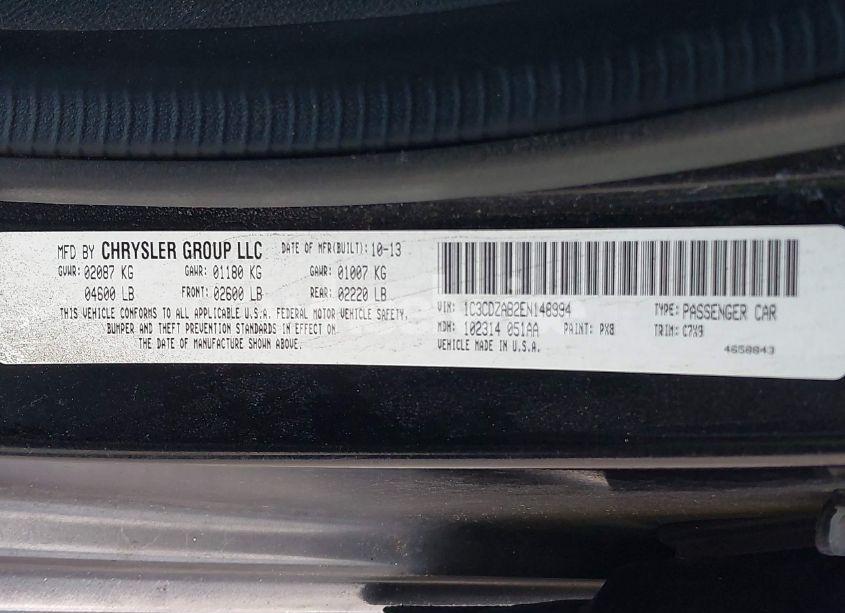 MFD BY CHRYSLER GROUP LLC DATE OF MFR(BUILT): 10-13
GVWR: 02087 KG GAWR: 01180 KG GAWR: 01007 KG
04600 LB FRONT: 02600 LB REAR: 02220 LB
THIS VEHICLE CONFORMS TO ALL APPLICABLE U.S.A. FEDERAL MOTOR VEHICLE SAFETY,
BUMPER AND THEFT PREVENTION STANDARDS IN EFFECT ON
THE DATE OF MANUFACTURE SHOWN ABOVE.
VIN: 1C3CDZAB2EN146994 TYPE: PASSENGER CAR
MDH: 102314 051AA PAINT: PX8 TRIM: C7X9
VEHICLE MADE IN U.S.A. 4658843